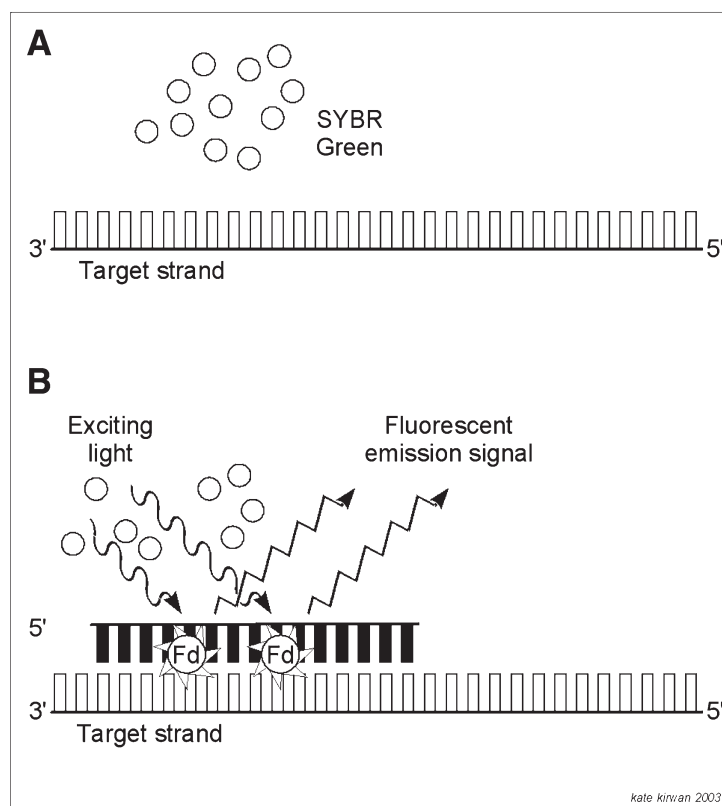 A
SYBR
Green
3'
5'
Target strand
B
Exciting
light
Fluorescent
emission signal
5'
Fd
Fd
3'
5'
Target strand
kate kirwan 2003